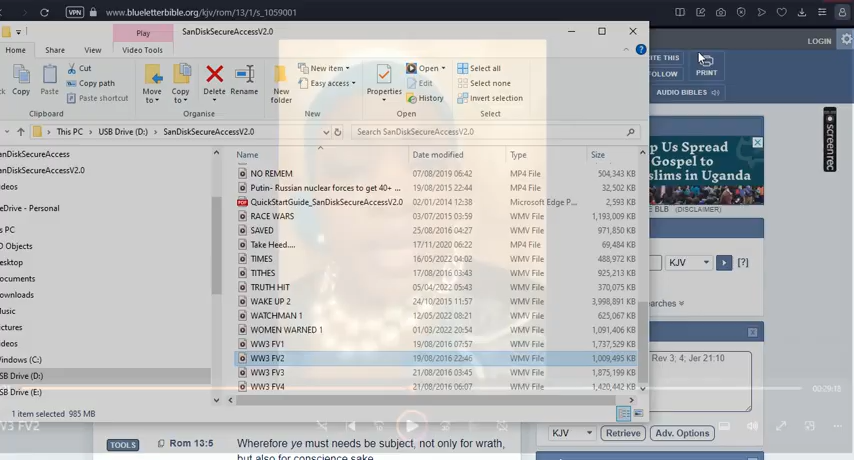 VPN www.blueletterbible.org/kjv/rom/13/1/s_1059001
Play SanDiskSecureAccessV2.0
LOGIN
Home Share View Video Tools
Cut
Copy path
Paste shortcut
Copy Paste
Move to Copy to Delete Rename
New folder
New item
Easy access
Properties
Open
Edit
History
Select all
Select none
Invert selection
Clipboard Organise New Open Select
FOLLOW PRINT
AUDIO BIBLES
This PC USB Drive (D:) SanDiskSecureAccessV2.0
Search SanDiskSecureAccessV2.0
Name Date modified Type Size
NO REMEM 07/08/2019 06:42 MP4 File 504,343 KB
Putin- Russian nuclear forces to get 40+ ... 19/08/2015 22:44 MP4 File 32,502 KB
QuickStartGuide_SanDiskSecureAccessV2.0 02/01/2014 12:38 Microsoft Edge P... 2,593 KB
RACE WARS 03/07/2015 03:59 WMV File 1,193,009 KB
SAVED 25/08/2016 04:27 WMV File 971,850 KB
Take Heed.... 17/11/2020 06:22 MP4 File 69,484 KB
TIMES 16/05/2022 04:02 WMV File 488,972 KB
TITHES 17/08/2016 03:43 WMV File 925,213 KB
TRUTH HIT 05/04/2022 05:43 WMV File 370,075 KB
WAKE UP 2 24/10/2015 11:57 WMV File 3,998,891 KB
WATCHMAN 1 12/05/2022 08:21 WMV File 625,067 KB
WOMEN WARNED 1 01/03/2022 20:54 WMV File 1,091,406 KB
WW3 FV1 19/08/2016 07:57 WMV File 1,737,529 KB
WW3 FV2 19/08/2016 22:46 WMV File 1,009,495 KB
WW3 FV3 21/08/2016 03:45 WMV File 1,875,199 KB
WW3 FV4 21/08/2016 06:07 WMV File 1,420,442 KB
anDiskSecureAccess
anDiskSecureAccessV2.0
deos
eDrive - Personal
s PC
D Objects
esktop
ocuments
ownloads
usic
ctures
deos
indows (C:)
SB Drive (D:)
SB Drive (E:)
1 item selected 985 MB
screenrec
p Us Spread
Gospel to
slims in Uganda
BLB (DISCLAIMER)
KJV [?]
earches
Rev 3; 4; Jer 21:10
00:29:18
W3 FV2
KJV Retrieve Adv. Options
TOOLS Rom 13:5 Wherefore ye must needs be subject, not only for wrath,
but also for conscience sake.